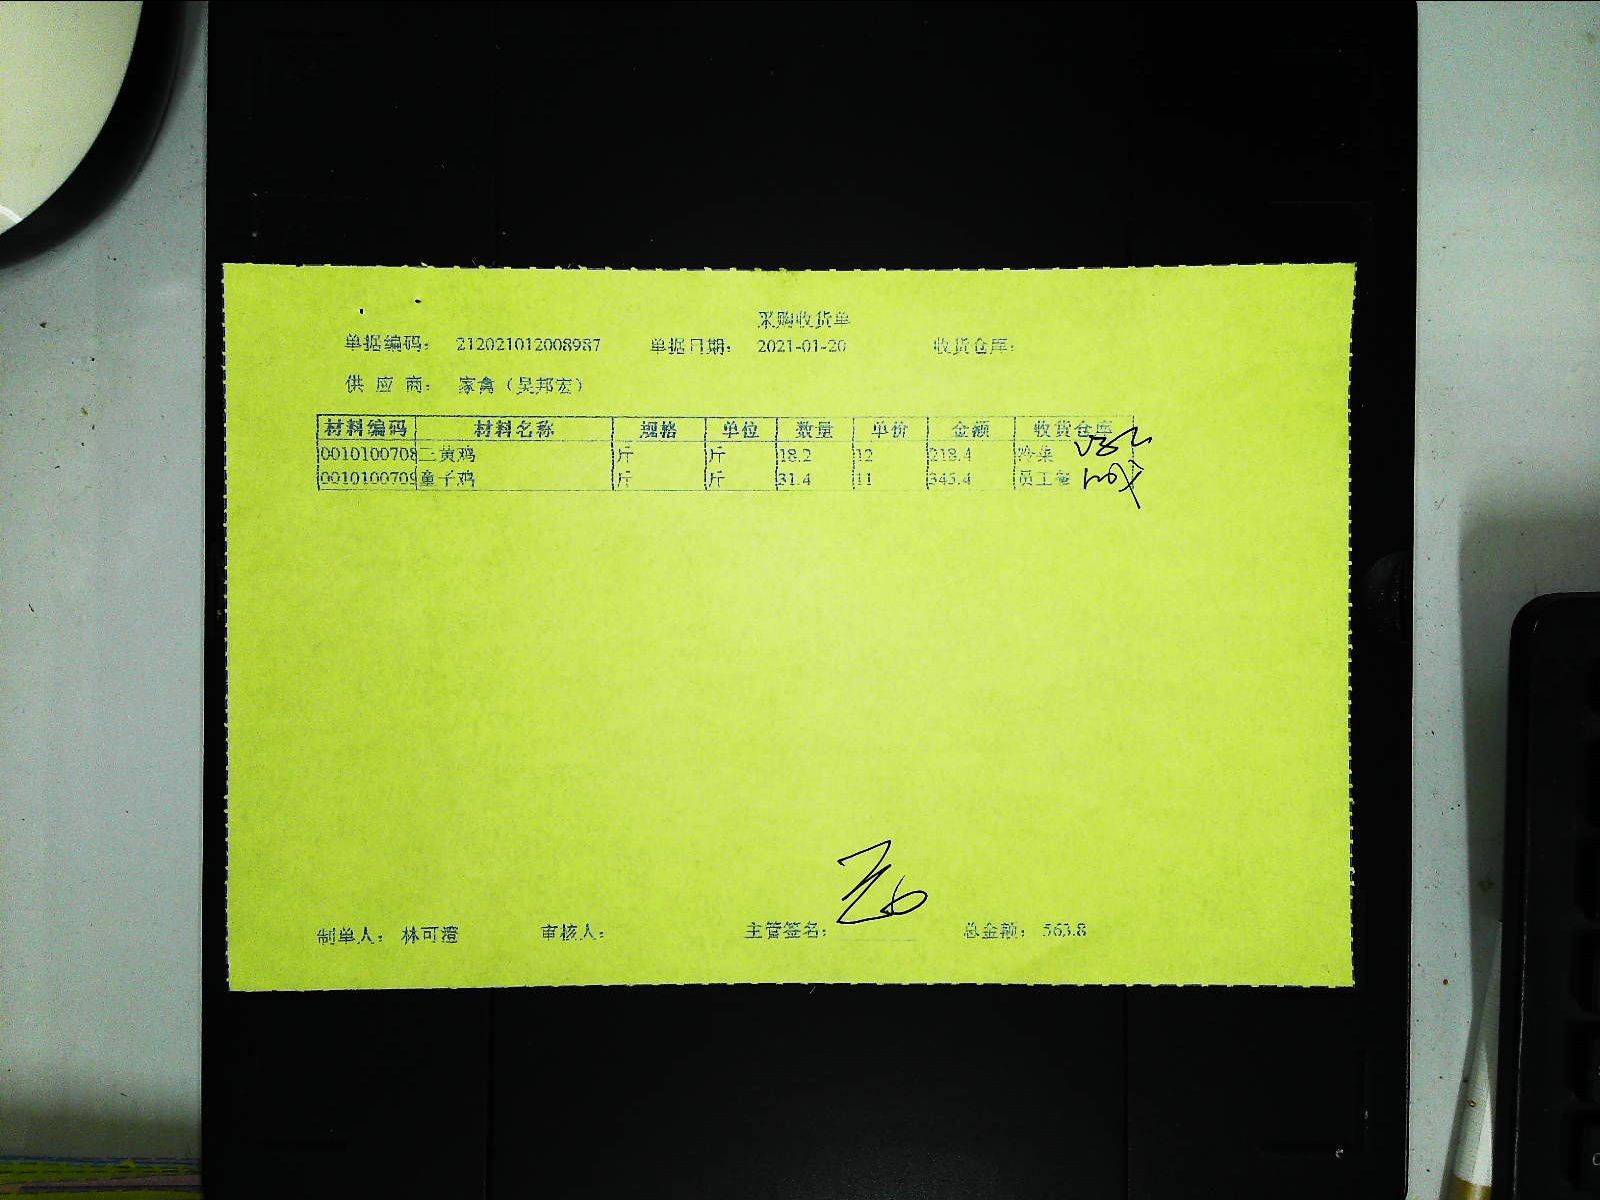 采购收货单
单据编码: 212021012008987 单据日期: 2021-01-20 收货仓库:
供应商: 家禽（吴邦宏）
材料编码 材料名称 规格 单位 数量 单价 金额 收货仓库
0010100708 三黄鸡 斤 斤 18.2 12 218.4 冷菜
0010100709 童子鸡 斤 斤 31.4 11 345.4 员工餐
制单人: 林可澄 审核人: 主管签名: 总金额: 563.8